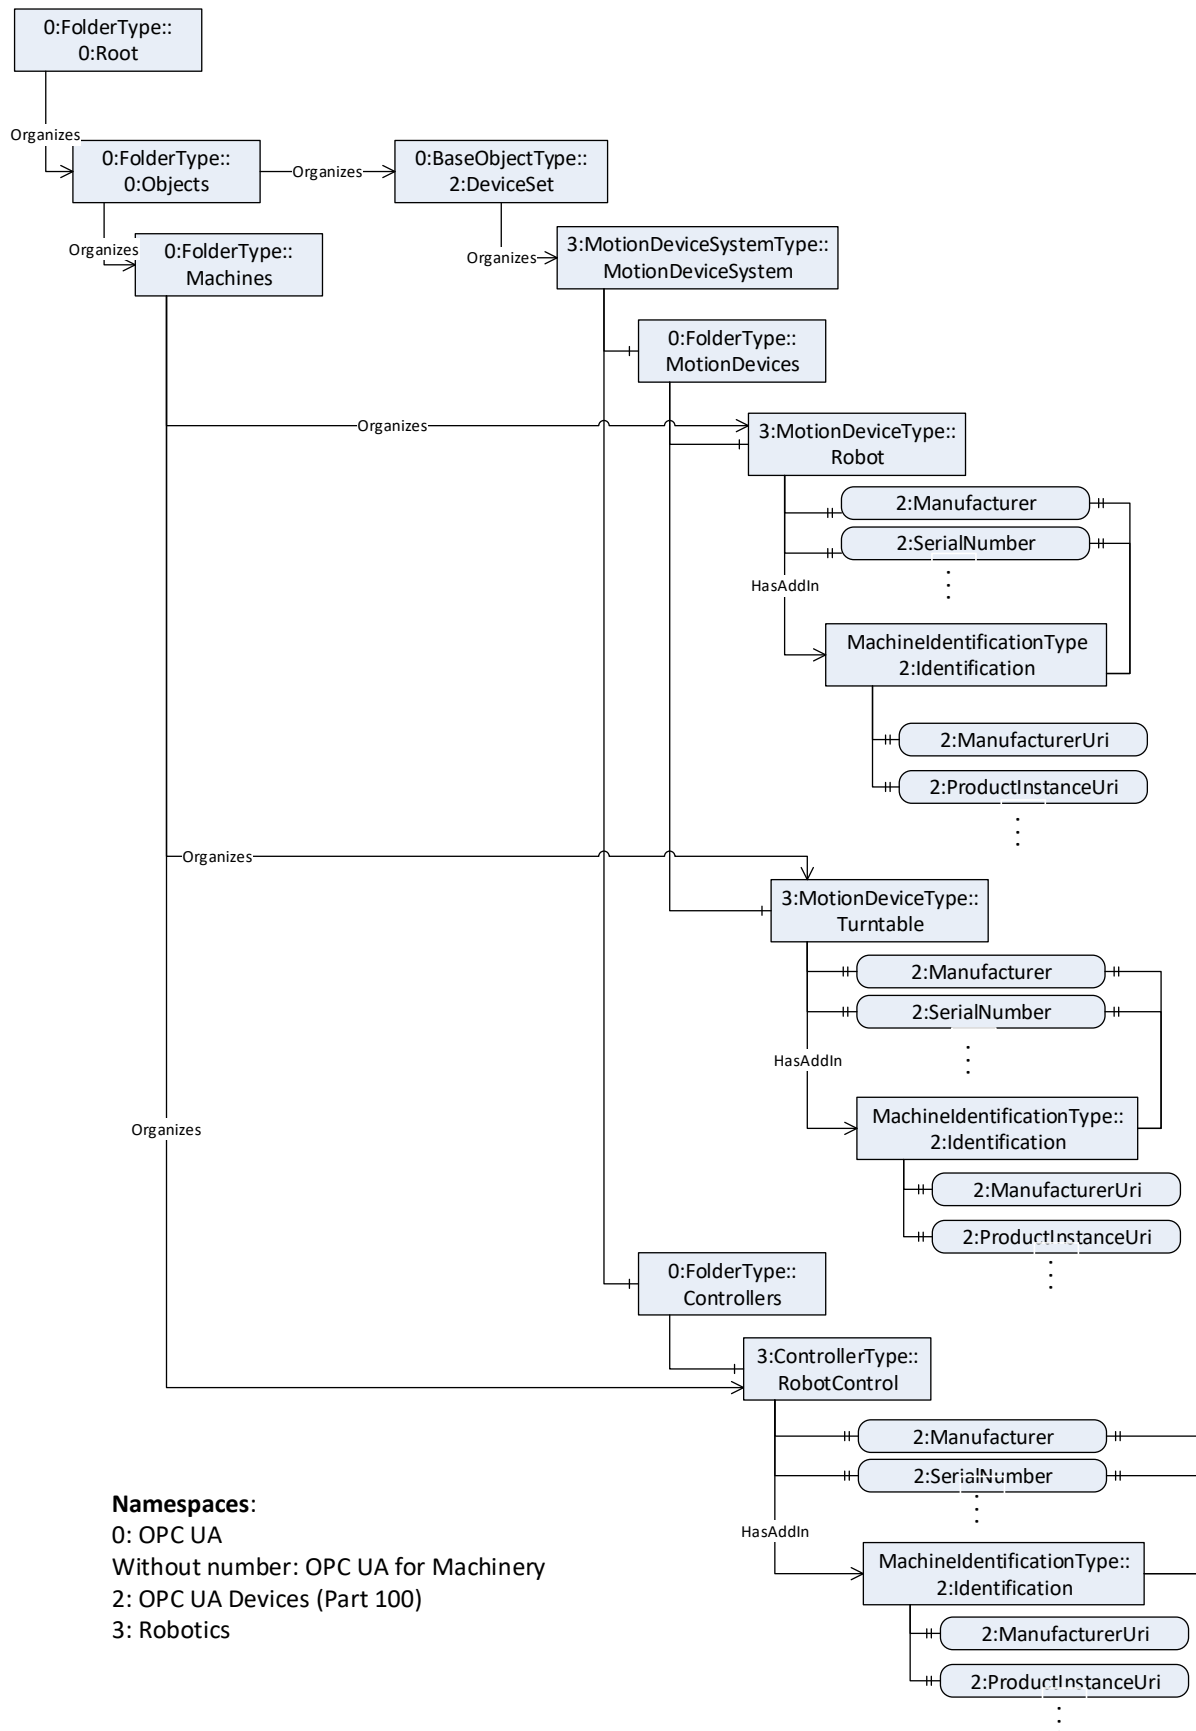 0:FolderType::
0:Root
Organizes
0:FolderType::
0:Objects
Organizes
0:BaseObjectType::
2:DeviceSet
Organizes
0:FolderType::
Machines
Organizes
3:MotionDeviceSystemType::
MotionDeviceSystem
0:FolderType::
MotionDevices
Organizes
3:MotionDeviceType::
Robot
2:Manufacturer
2:SerialNumber
HasAddIn
MachineIdentificationType
2:Identification
2:ManufacturerUri
2:ProductInstanceUri
Organizes
3:MotionDeviceType::
Turntable
2:Manufacturer
2:SerialNumber
HasAddIn
MachineIdentificationType::
2:Identification
Organizes
2:ManufacturerUri
2:ProductInstanceUri
0:FolderType::
Controllers
3:ControllerType::
RobotControl
2:Manufacturer
2:SerialNumber
HasAddIn
MachineIdentificationType::
2:Identification
2:ManufacturerUri
2:ProductInstanceUri
Namespaces:
0: OPC UA
Without number: OPC UA for Machinery
2: OPC UA Devices (Part 100)
3: Robotics